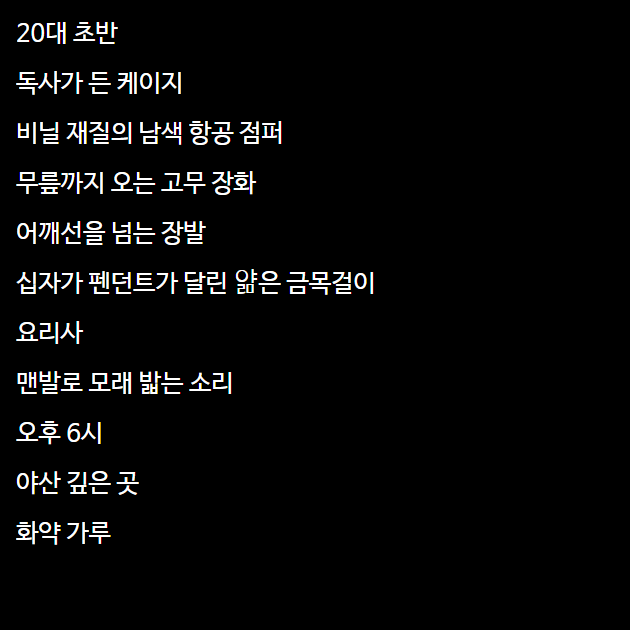 20대 초반
독사가 든 케이지
비닐 재질의 남색 항공 점퍼
무릎까지 오는 고무 장화
어깨선을 넘는 장발
십자가 펜던트가 달린 얇은 금목걸이
요리사
맨발로 모래 밟는 소리
오후 6시
야산 깊은 곳
화약 가루